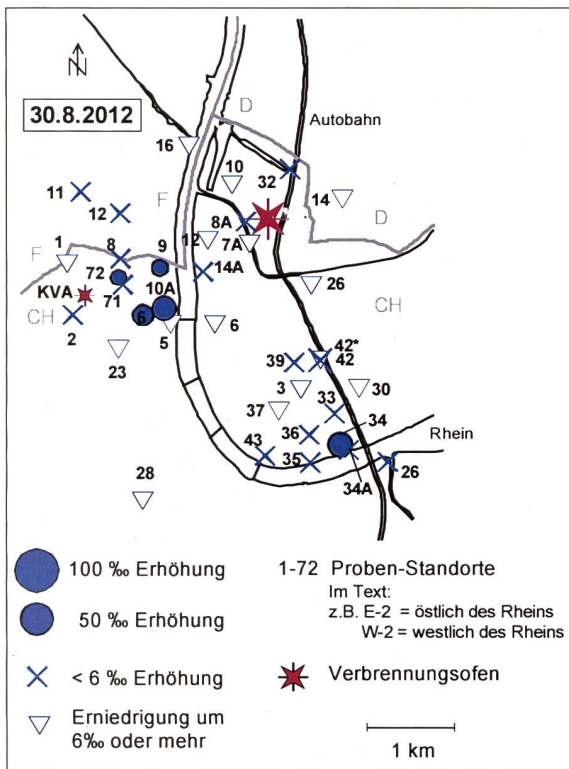 N
30.8.2012
D
Autobahn
16
10
32
14
11
F
12
8A
D
1
F
8
9
12
7A
72
14A
26
KVA
71
10A
CH
CH
2
6
5
6
23
39
42*
42
3
30
37
33
34
36
Rhein
43
35
34A
26
28
100 ‰ Erhöhung
50 ‰ Erhöhung
< 6 ‰ Erhöhung
Erniedrigung um
6‰ oder mehr
1-72 Proben-Standorte
Im Text:
z.B. E-2 = östlich des Rheins
W-2 = westlich des Rheins
Verbrennungsofen
1 km